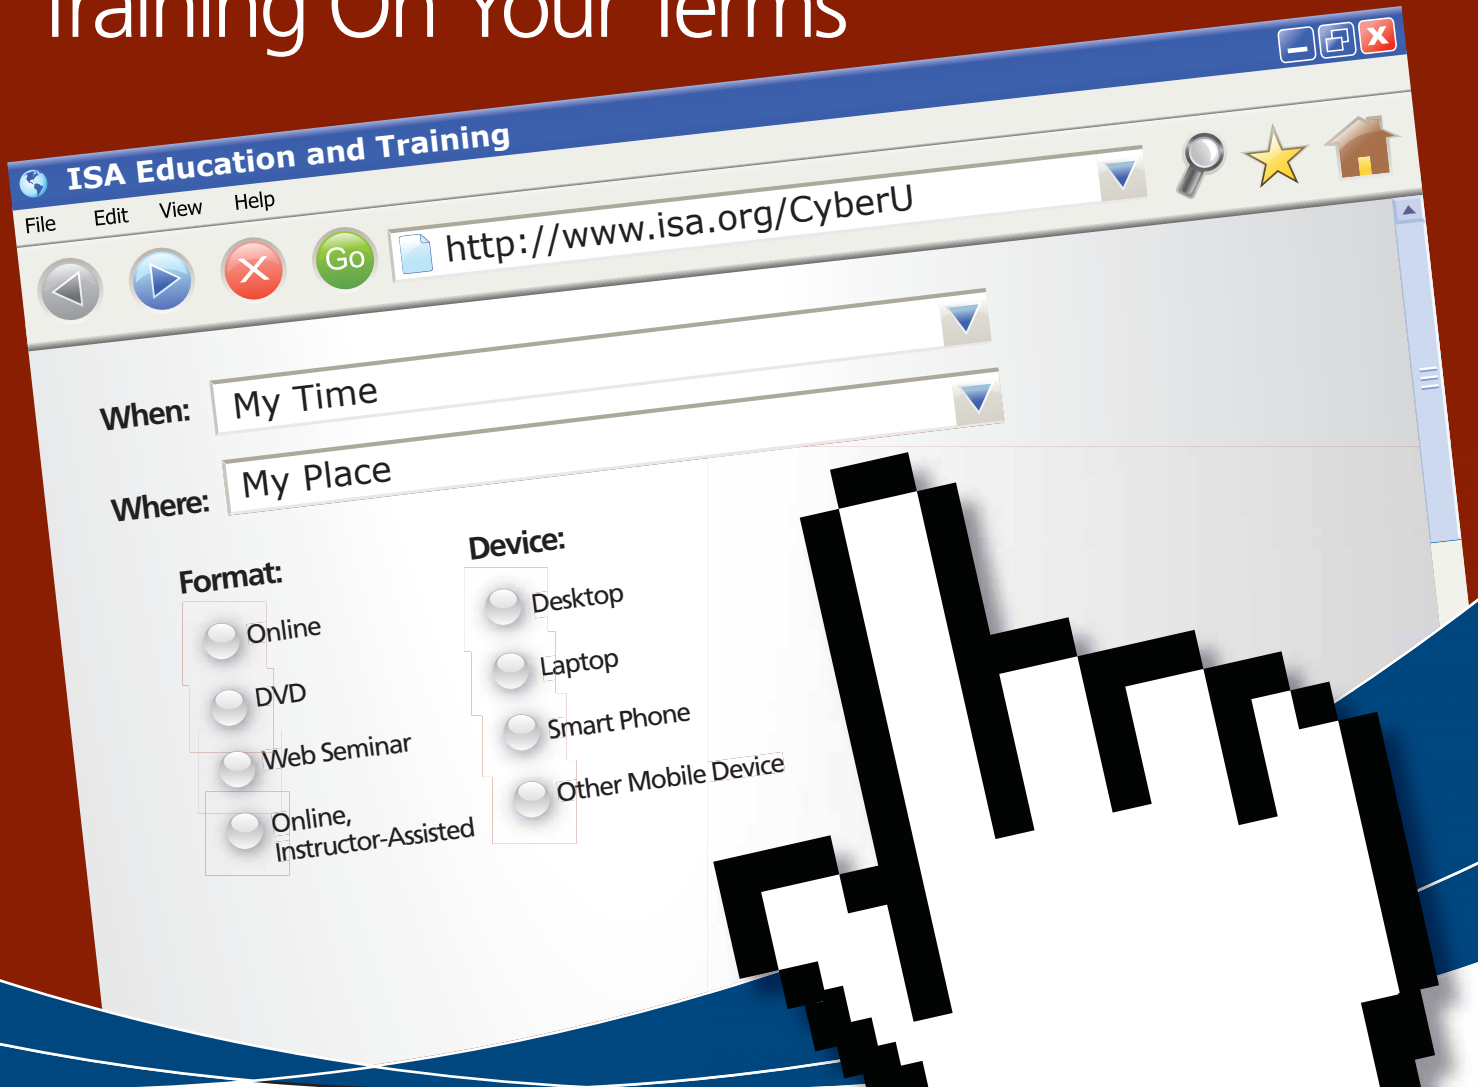 Training On Your Terms
ISA Education and Training
File Edit View Help
Go
http://www.isa.org/CyberU
When: My Time
Where: My Place
Format:
Online
DVD
Web Seminar
Online,
Instructor-Assisted
Device:
Desktop
Laptop
Smart Phone
Other Mobile Device